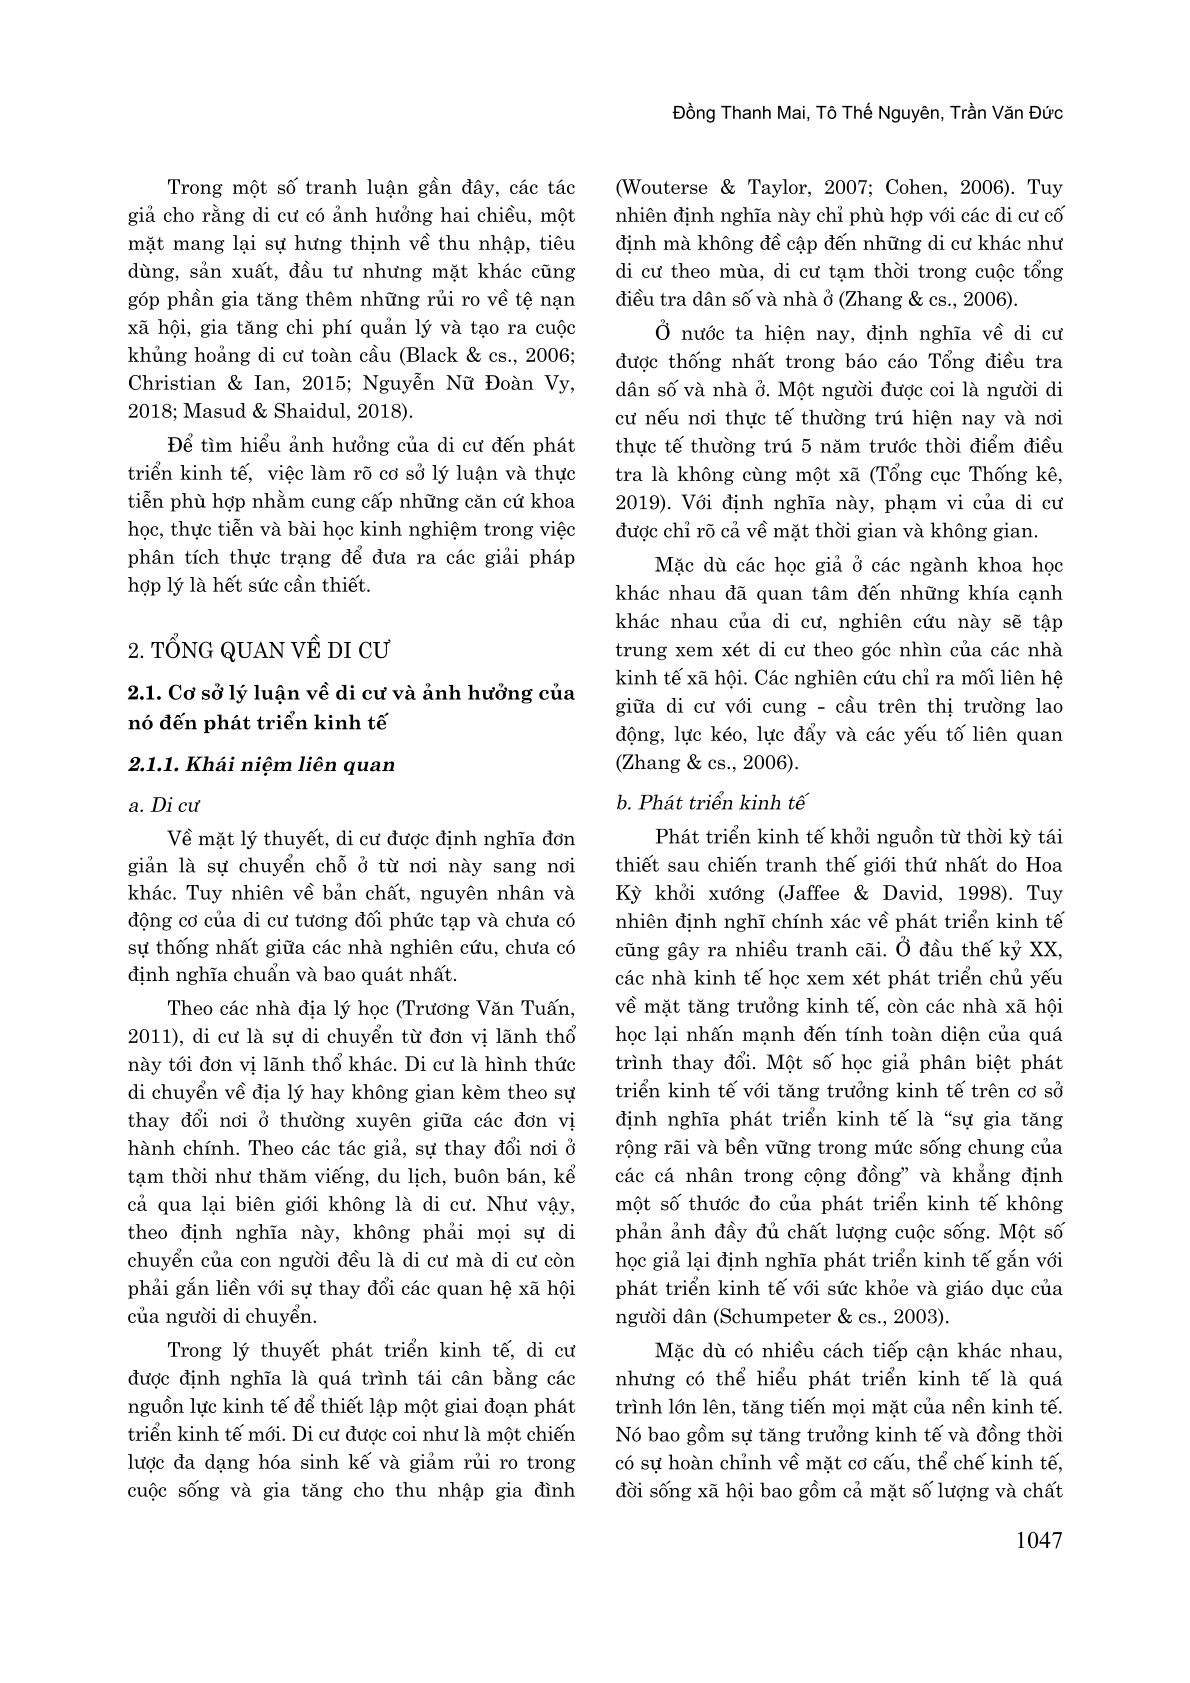 Đồng Thanh Mai, Tô Thế Nguyên, Trần Văn Đức
Trong một số tranh luận gần đây, các tác
giả cho rằng di cư có ảnh hưởng hai chiều, một
mặt mang lại sự hưng thịnh về thu nhập, tiêu
dùng, sản xuất, đầu tư nhưng mặt khác cũng
góp phần gia tăng thêm những rủi ro về tệ nạn
xã hội, gia tăng chi phí quản lý và tạo ra cuộc
khủng hoảng di cư toàn cầu (Black & cs., 2006;
Christian & Ian, 2015; Nguyễn Nữ Đoàn Vy,
2018; Masud & Shaidul, 2018).
Để tìm hiểu ảnh hưởng của di cư đến phát
triển kinh tế, việc làm rõ cơ sở lý luận và thực
tiễn phù hợp nhằm cung cấp những căn cứ khoa
học, thực tiễn và bài học kinh nghiệm trong việc
phân tích thực trạng để đưa ra các giải pháp
hợp lý là hết sức cần thiết.
2. TỔNG QUAN VỀ DI CƯ
2.1. Cơ sở lý luận về di cư và ảnh hưởng của
nó đến phát triển kinh tế
2.1.1. Khái niệm liên quan
a. Di cư
Về mặt lý thuyết, di cư được định nghĩa đơn
giản là sự chuyển chỗ ở từ nơi này sang nơi
khác. Tuy nhiên về bản chất, nguyên nhân và
động cơ của di cư tương đối phức tạp và chưa có
sự thống nhất giữa các nhà nghiên cứu, chưa có
định nghĩa chuẩn và bao quát nhất.
Theo các nhà địa lý học (Trương Văn Tuấn,
2011), di cư là sự di chuyển từ đơn vị lãnh thổ
này tới đơn vị lãnh thổ khác. Di cư là hình thức
di chuyển về địa lý hay không gian kèm theo sự
thay đổi nơi ở thường xuyên giữa các đơn vị
hành chính. Theo các tác giả, sự thay đổi nơi ở
tạm thời như thăm viếng, du lịch, buôn bán, kể
cả qua lại biên giới không là di cư. Như vậy,
theo định nghĩa này, không phải mọi sự di
chuyển của con người đều là di cư mà di cư còn
phải gắn liền với sự thay đổi các quan hệ xã hội
của người di chuyển.
Trong lý thuyết phát triển kinh tế, di cư
được định nghĩa là quá trình tái cân bằng các
nguồn lực kinh tế để thiết lập một giai đoạn phát
triển kinh tế mới. Di cư được coi như là một chiến
lược đa dạng hóa sinh kế và giảm rủi ro trong
cuộc sống và gia tăng cho thu nhập gia đình
(Wouterse & Taylor, 2007; Cohen, 2006). Tuy
nhiên định nghĩa này chỉ phù hợp với các di cư cố
định mà không đề cập đến những di cư khác như
di cư theo mùa, di cư tạm thời trong cuộc tổng
điều tra dân số và nhà ở (Zhang & cs., 2006).
Ở nước ta hiện nay, định nghĩa về di cư
được thống nhất trong báo cáo Tổng điều tra
dân số và nhà ở. Một người được coi là người di
cư nếu nơi thực tế thường trú hiện nay và nơi
thực tế thường trú 5 năm trước thời điểm điều
tra là không cùng một xã (Tổng cục Thống kê,
2019). Với định nghĩa này, phạm vi của di cư
được chỉ rõ cả về mặt thời gian và không gian.
Mặc dù các học giả ở các ngành khoa học
khác nhau đã quan tâm đến những khía cạnh
khác nhau của di cư, nghiên cứu này sẽ tập
trung xem xét di cư theo góc nhìn của các nhà
kinh tế xã hội. Các nghiên cứu chỉ ra mối liên hệ
giữa di cư với cung - cầu trên thị trường lao
động, lực kéo, lực đẩy và các yếu tố liên quan
(Zhang & cs., 2006).
b. Phát triển kinh tế
Phát triển kinh tế khởi nguồn từ thời kỳ tái
thiết sau chiến tranh thế giới thứ nhất do Hoa
Kỳ khởi xướng (Jaffee & David, 1998). Tuy
nhiên định nghĩ chính xác về phát triển kinh tế
cũng gây ra nhiều tranh cãi. Ở đầu thế kỷ XX,
các nhà kinh tế học xem xét phát triển chủ yếu
về mặt tăng trưởng kinh tế, còn các nhà xã hội
học lại nhấn mạnh đến tính toàn diện của quá
trình thay đổi. Một số học giả phân biệt phát
triển kinh tế với tăng trưởng kinh tế trên cơ sở
định nghĩa phát triển kinh tế là “sự gia tăng
rộng rãi và bền vững trong mức sống chung của
các cá nhân trong cộng đồng” và khẳng định
một số thước đo của phát triển kinh tế không
phản ảnh đầy đủ chất lượng cuộc sống. Một số
học giả lại định nghĩa phát triển kinh tế gắn với
phát triển kinh tế với sức khỏe và giáo dục của
người dân (Schumpeter & cs., 2003).
Mặc dù có nhiều cách tiếp cận khác nhau,
nhưng có thể hiểu phát triển kinh tế là quá
trình lớn lên, tăng tiến mọi mặt của nền kinh tế.
Nó bao gồm sự tăng trưởng kinh tế và đồng thời
có sự hoàn chỉnh về mặt cơ cấu, thể chế kinh tế,
đời sống xã hội bao gồm cả mặt số lượng và chất
1047